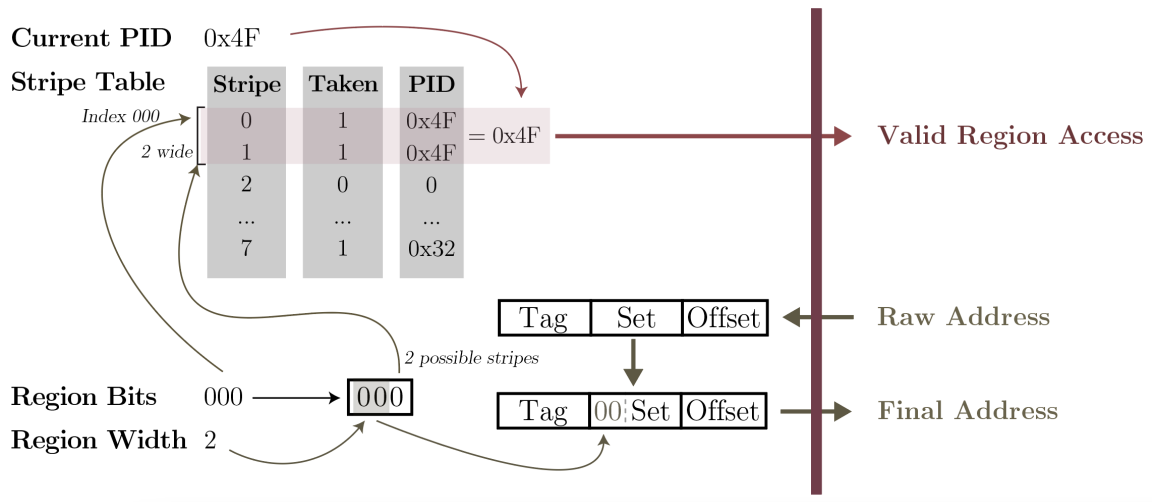 Current PID 0x4F
Stripe Table
Stripe Taken PID
Index 000
0 1 0x4F
= 0x4F
2 wide
1 1 0x4F
2 0 0
... ... ...
7 1 0x32
Valid Region Access
Tag Set Offset
Raw Address
2 possible stripes
Region Bits 000
000
Tag 00 Set Offset
Final Address
Region Width 2